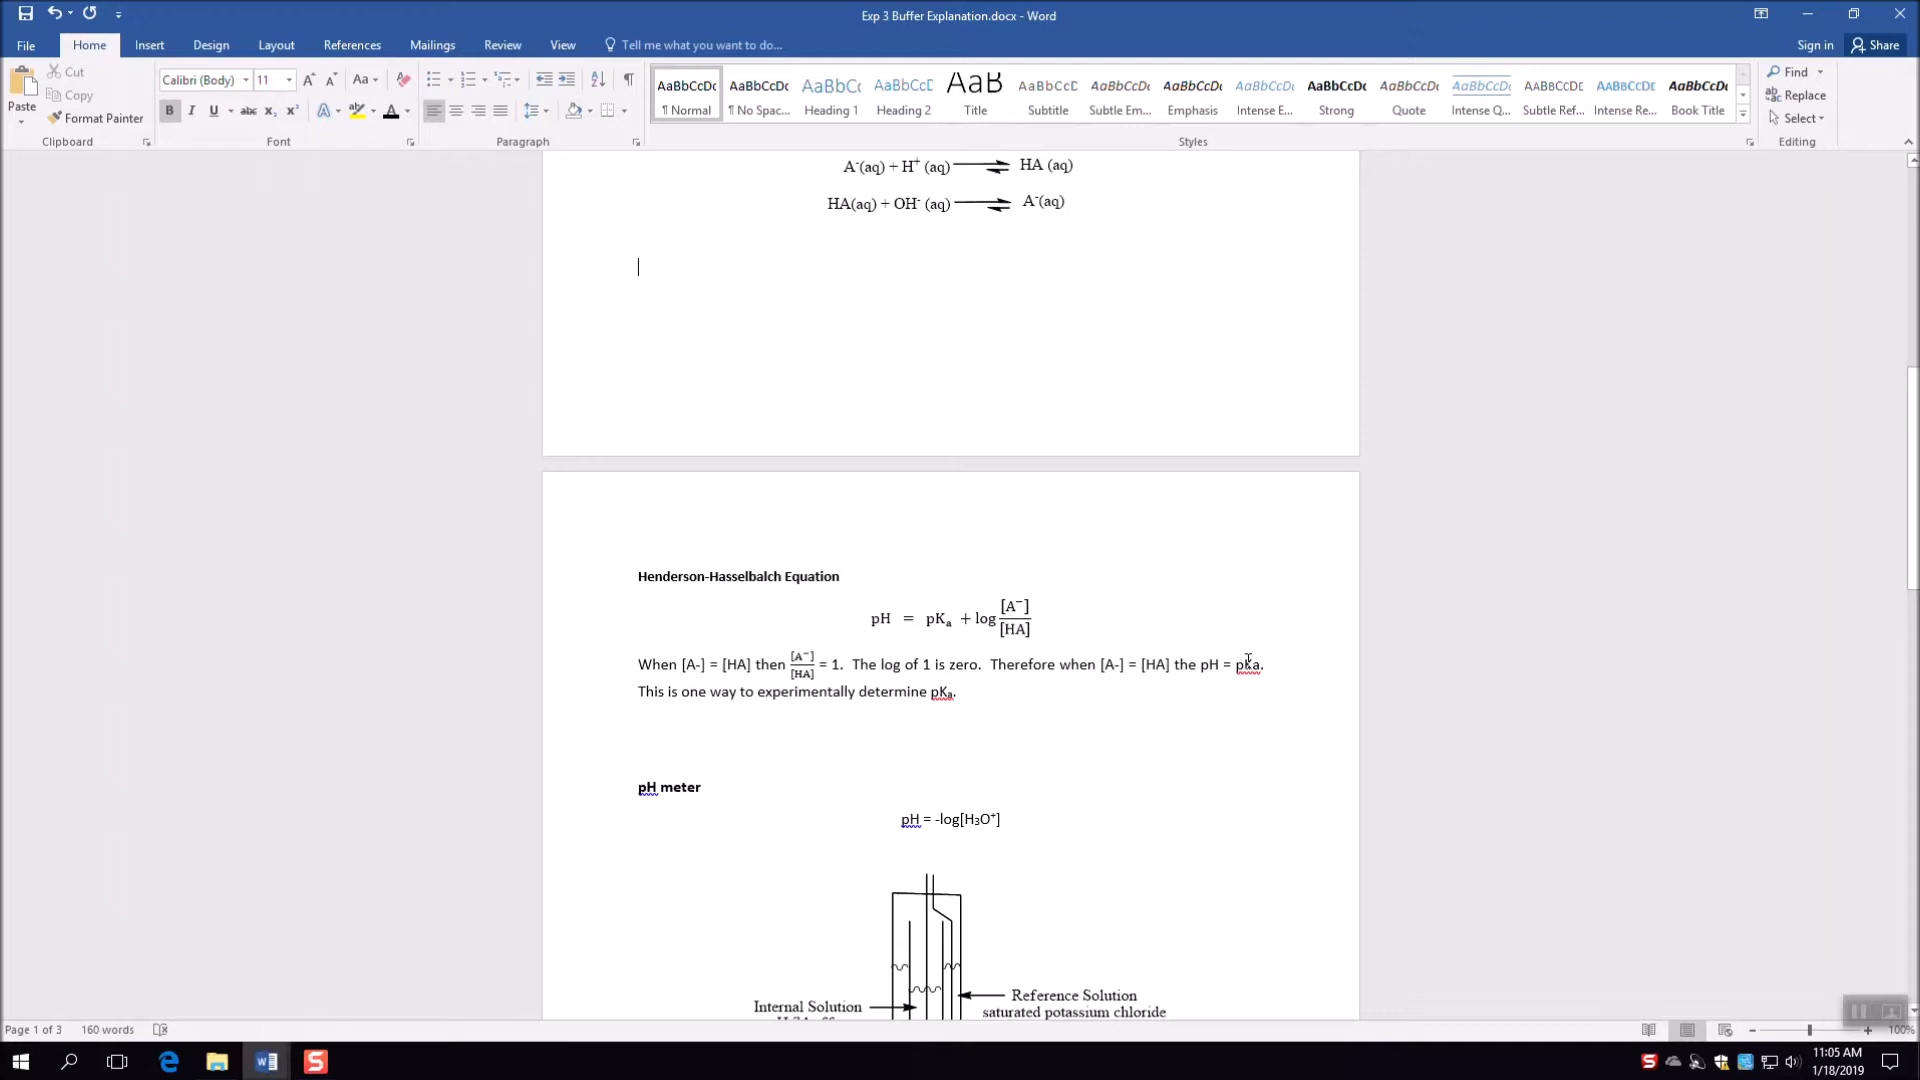 Exp 3 Buffer Explanation.docx - Word
File Home Insert Design Layout References Mailings Review View Tell me what you want to do... Sign in Share
Paste
Cut
Copy
Format Painter
Clipboard
Calibri (Body) 11
Font
Paragraph
AaBbCcDc AaBbCcDc AaBbCc AaBbCcDc AaB AaBbCcD AaBbCcDc AaBbCcDc AaBbCcDc AaBbCcDc AaBbCcDc AaBbCcDc AABBCCDC AABBCCDC AaBbCcDc
¶ Normal ¶ No Spac... Heading 1 Heading 2 Title Subtitle Subtle Em... Emphasis Intense E... Strong Quote Intense Q... Subtle Ref... Intense Re... Book Title
Styles
Find
Replace
Select
Editing
A⁻(aq) + H⁺ (aq) HA (aq)
HA(aq) + OH⁻ (aq) A⁻(aq)
Henderson-Hasselbalch Equation
pH = pKₐ + log [A⁻]/[HA]
When [A-] = [HA] then [A⁻]/[HA] = 1. The log of 1 is zero. Therefore when [A-] = [HA] the pH = pKa.
This is one way to experimentally determine pKₐ.
pH meter
pH = -log[H₃O⁺]
Internal Solution
Reference Solution
saturated potassium chloride
Page 1 of 3 160 words 100%
11:05 AM
1/18/2019